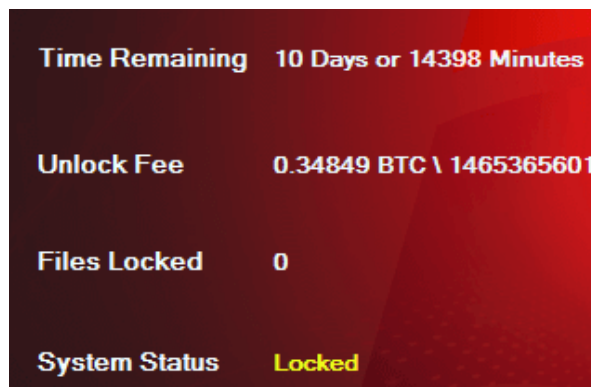 Time Remaining 10 Days or 14398 Minutes
Unlock Fee 0.34849 BTC \ 1465365601
Files Locked 0
System Status Locked